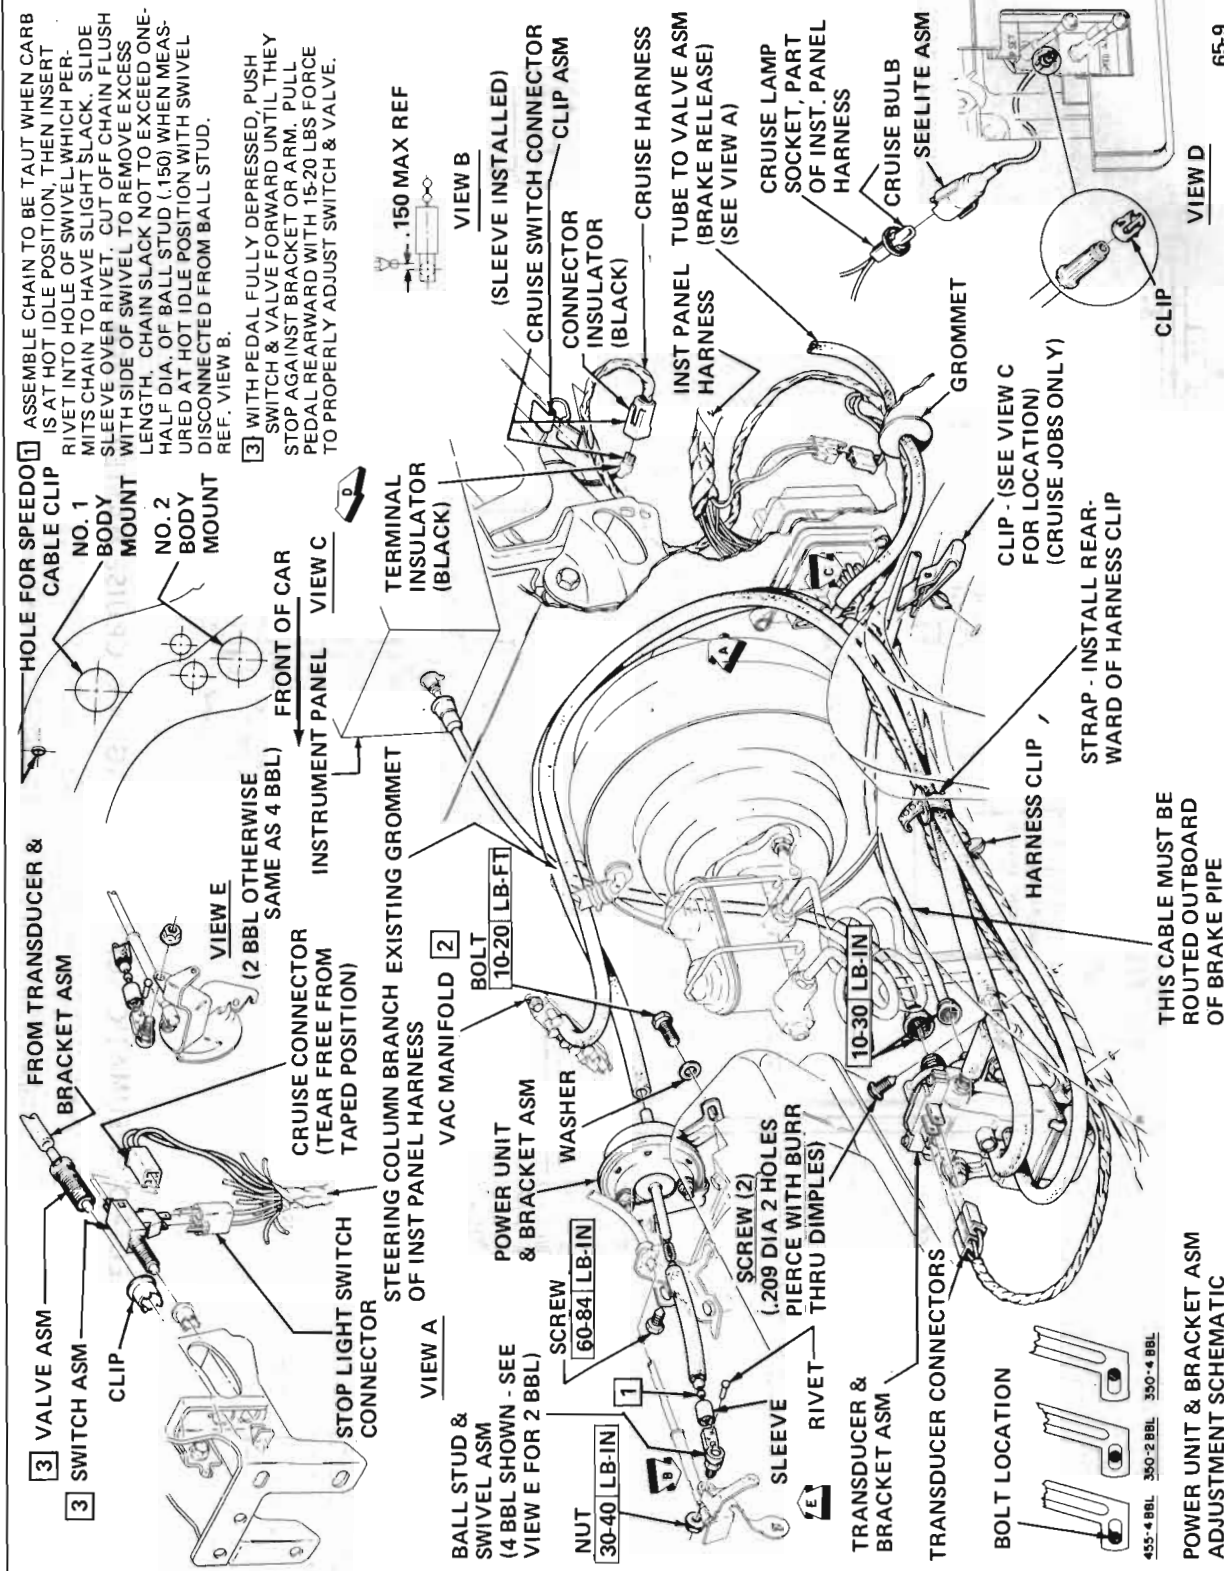 3 VALVE ASM
3 SWITCH ASM
CLIP
FROM TRANSDUCER &
BRACKET ASM
VIEW E
(2 BBL OTHERWISE
SAME AS 4 BBL)
CRUISE CONNECTOR
(TEAR FREE FROM
TAPED POSITION)
STOP LIGHT SWITCH
CONNECTOR
STEERING COLUMN BRANCH EXISTING GROMMET
OF INST PANEL HARNESS
VIEW A
HOLE FOR SPEEDO
CABLE CLIP
NO. 1
BODY
MOUNT
NO. 2
BODY
MOUNT
FRONT OF CAR
INSTRUMENT PANEL
VIEW C
D
1 ASSEMBLE CHAIN TO BE TAUT WHEN CARB
IS AT HOT IDLE POSITION, THEN INSERT
RIVET INTO HOLE OF SWIVEL WHICH PER-
MITS CHAIN TO HAVE SLIGHT SLACK. SLIDE
SLEEVE OVER RIVET. CUT OF CHAIN FLUSH
WITH SIDE OF SWIVEL TO REMOVE EXCESS
LENGTH. CHAIN SLACK NOT TO EXCEED ONE-
HALF DIA. OF BALL STUD (.150) WHEN MEAS-
URED AT HOT IDLE POSITION WITH SWIVEL
DISCONNECTED FROM BALL STUD.
REF. VIEW B.
3 WITH PEDAL FULLY DEPRESSED, PUSH
SWITCH & VALVE FORWARD UNTIL THEY
STOP AGAINST BRACKET OR ARM. PULL
PEDAL REARWARD WITH 15-20 LBS FORCE
TO PROPERLY ADJUST SWITCH & VALVE.
.150 MAX REF
VIEW B
(SLEEVE INSTALLED)
CRUISE SWITCH CONNECTOR
CLIP ASM
CONNECTOR
INSULATOR
(BLACK)
CRUISE HARNESS
TERMINAL
INSULATOR
(BLACK)
INST PANEL
HARNESS
TUBE TO VALVE ASM
(BRAKE RELEASE)
(SEE VIEW A)
CRUISE LAMP
SOCKET, PART
OF INST. PANEL
HARNESS
CRUISE BULB
SEELITE ASM
GROMMET
CLIP
VIEW D
65-9
VAC MANIFOLD 2
BOLT
10-20 LB-FT
WASHER
POWER UNIT
& BRACKET ASM
BALL STUD &
SWIVEL ASM
(4 BBL SHOWN - SEE
VIEW E FOR 2 BBL)
SCREW
60-84 LB-IN
NUT
30-40 LB-IN
B
1
SLEEVE
RIVET
E
SCREW (2)
(.209 DIA 2 HOLES
PIERCE WITH BURR
THRU DIMPLES)
10-30 LB-IN
A
C
CLIP - (SEE VIEW C
FOR LOCATION)
(CRUISE JOBS ONLY)
STRAP - INSTALL REAR-
WARD OF HARNESS CLIP
HARNESS CLIP
THIS CABLE MUST BE
ROUTED OUTBOARD
OF BRAKE PIPE
TRANSDUCER &
BRACKET ASM
TRANSDUCER CONNECTORS
BOLT LOCATION
455-4 BBL 350-2 BBL 350-4 BBL
POWER UNIT & BRACKET ASM
ADJUSTMENT SCHEMATIC